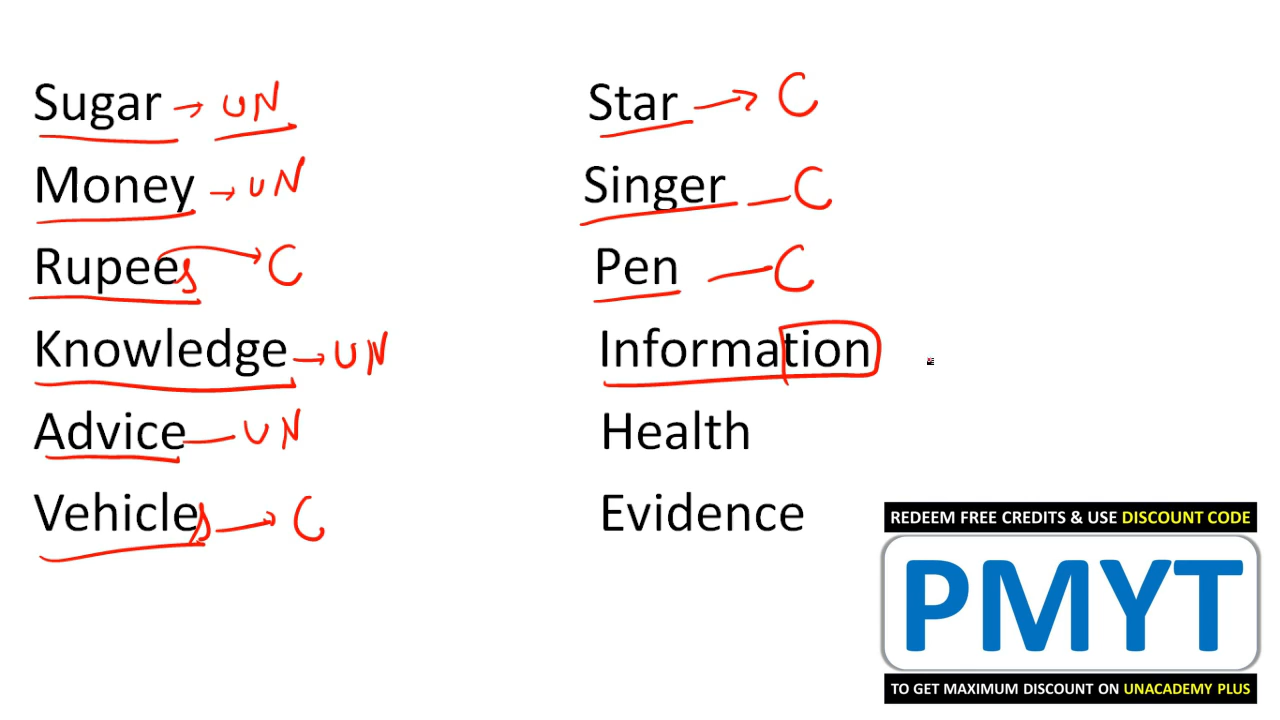 Sugar → UN
Money → UN
Rupees → C
Knowledge → UN
Advice — UN
Vehicles → C
Star → C
Singer — C
Pen — C
Information
Health
Evidence
REDEEM FREE CREDITS & USE DISCOUNT CODE
PMYT
TO GET MAXIMUM DISCOUNT ON UNACADEMY PLUS